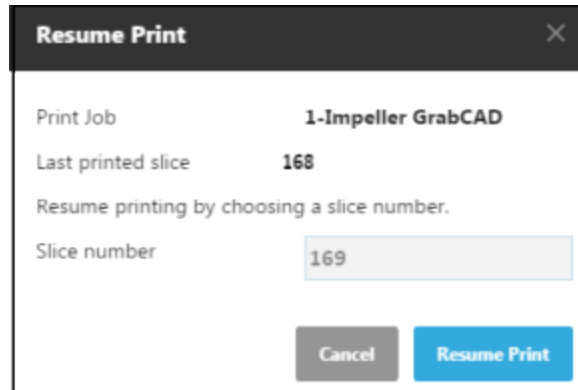 Resume Print
Print Job 1-Impeller GrabCAD
Last printed slice 168
Resume printing by choosing a slice number.
Slice number 169
Cancel Resume Print